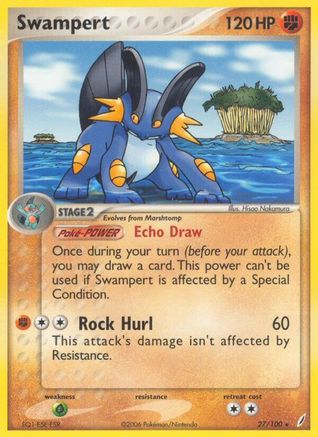 Swampert 120 HP
Illus. Hisao Nakamura
STAGE 2 Evolves from Marshtomp
Poké-POWER Echo Draw
Once during your turn (before your attack),
you may draw a card. This power can't be
used if Swampert is affected by a Special
Condition.
Rock Hurl 60
This attack's damage isn't affected by
Resistance.
weakness resistance retreat cost
©2006 Pokémon/Nintendo 27/100